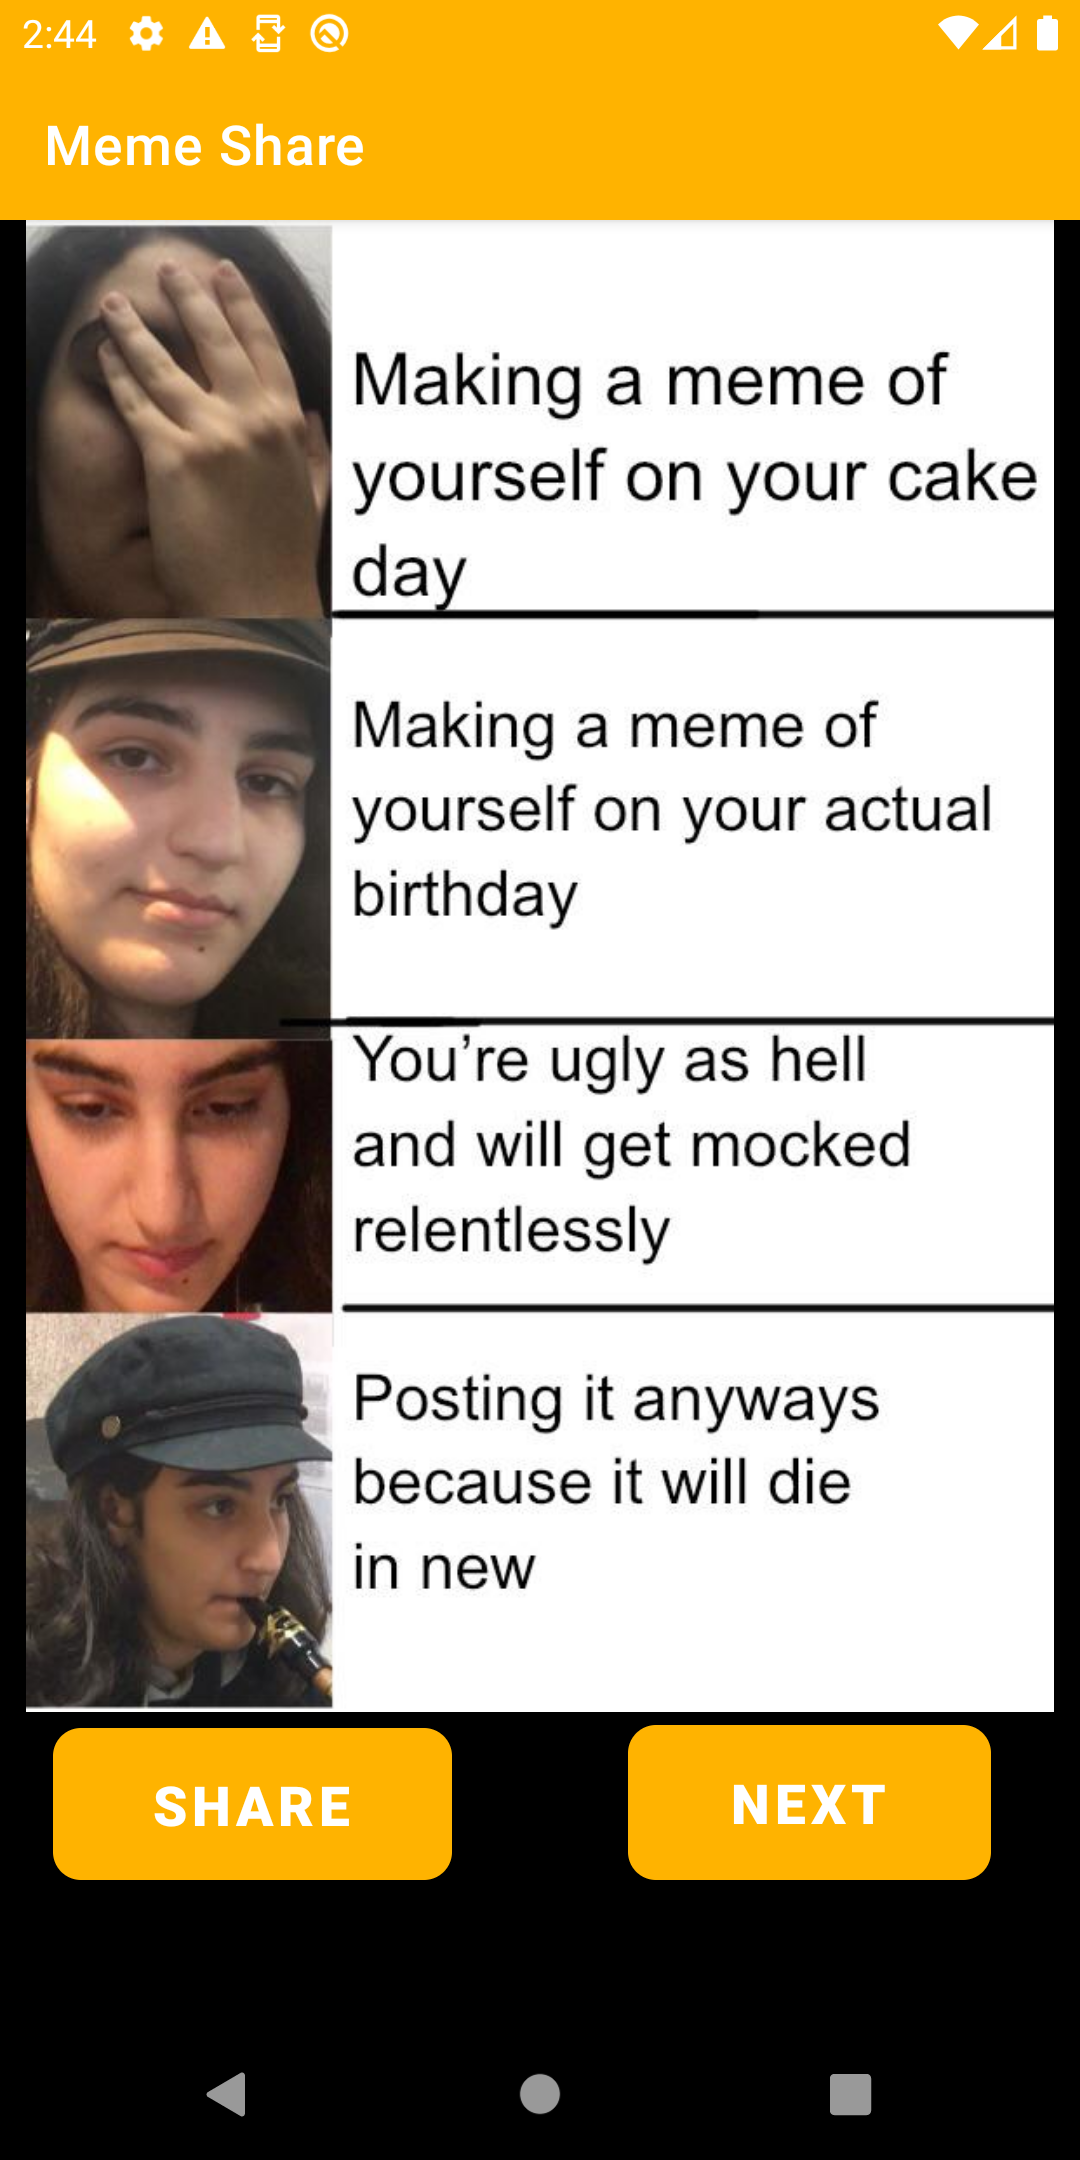 2:44
Meme Share
Making a meme of
yourself on your cake
day
Making a meme of
yourself on your actual
birthday
You’re ugly as hell
and will get mocked
relentlessly
Posting it anyways
because it will die
in new
SHARE
NEXT